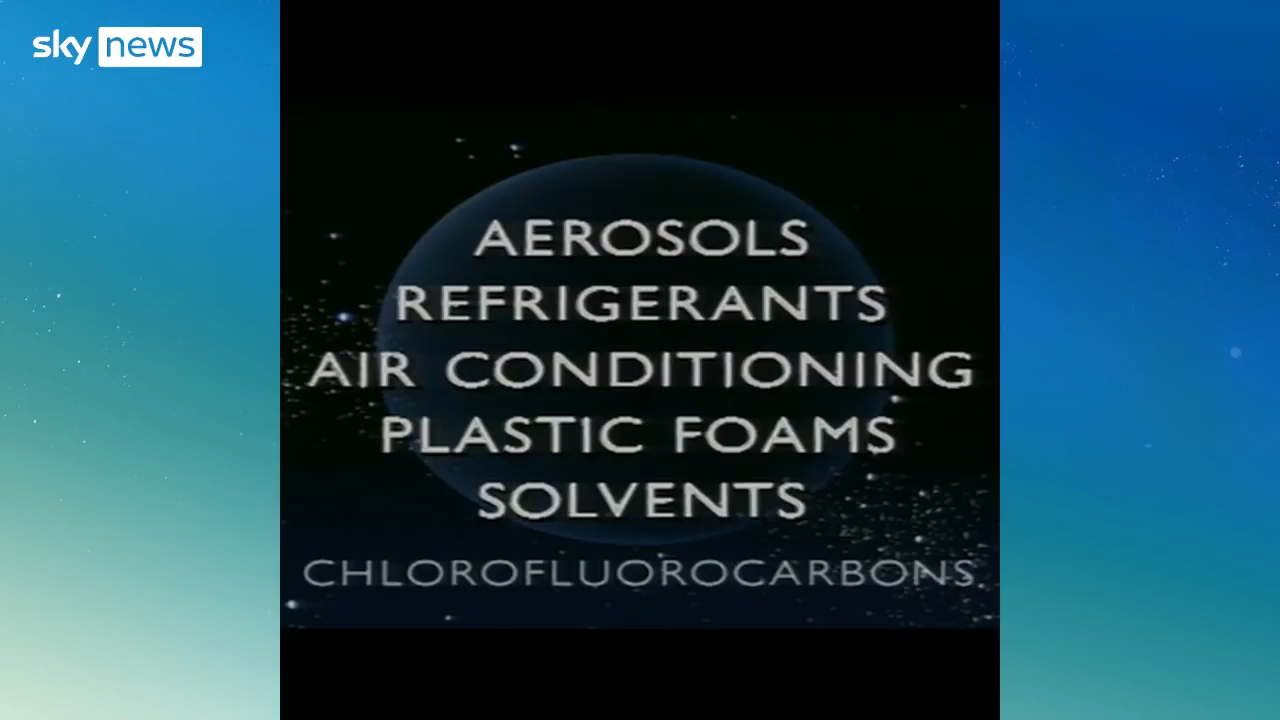 sky news
AEROSOLS
REFRIGERANTS
AIR CONDITIONING
PLASTIC FOAMS
SOLVENTS
CHLOROFLUOROCARBONS.